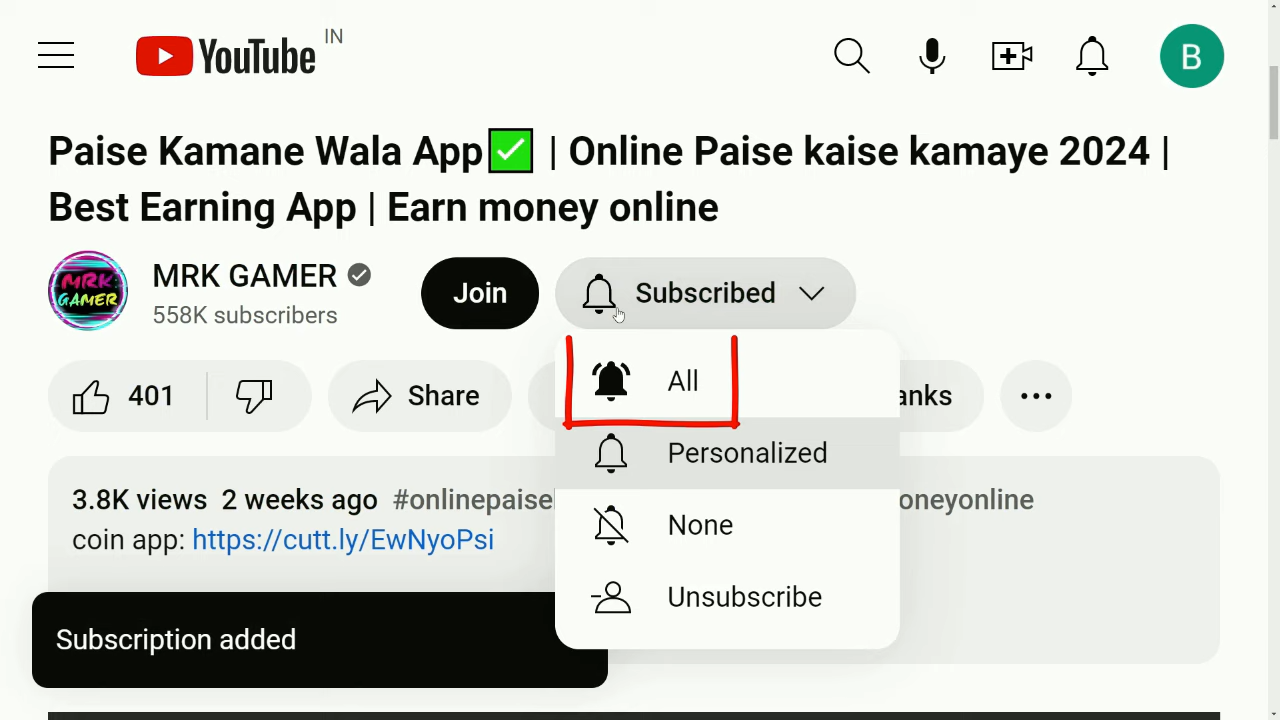 YouTube IN
B
Paise Kamane Wala App✅ | Online Paise kaise kamaye 2024 |
Best Earning App | Earn money online
MRK GAMER
MRK GAMER
558K subscribers
Join
Subscribed
401
Share
anks
All
Personalized
None
Unsubscribe
3.8K views 2 weeks ago #onlinepaise oneyonline
coin app: https://cutt.ly/EwNyoPsi
Subscription added